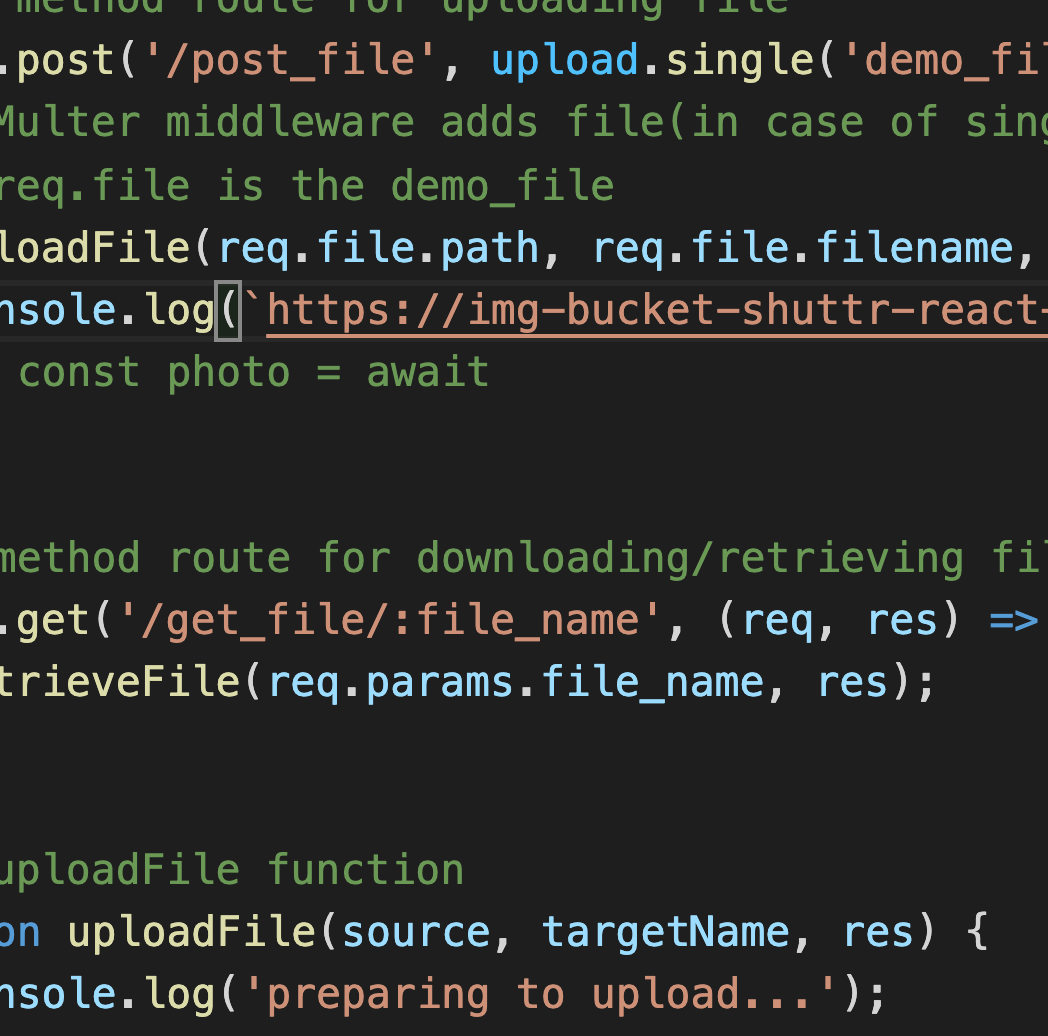 method route for uploading file
.post('/post_file', upload.single('demo_fil
Multer middleware adds file(in case of sing
req.file is the demo_file
loadFile(req.file.path, req.file.filename,
nsole.log(`https://img-bucket-shuttr-react-
const photo = await
method route for downloading/retrieving fil
.get('/get_file/:file_name', (req, res) =>
trieveFile(req.params.file_name, res);
uploadFile function
on uploadFile(source, targetName, res) {
nsole.log('preparing to upload...');